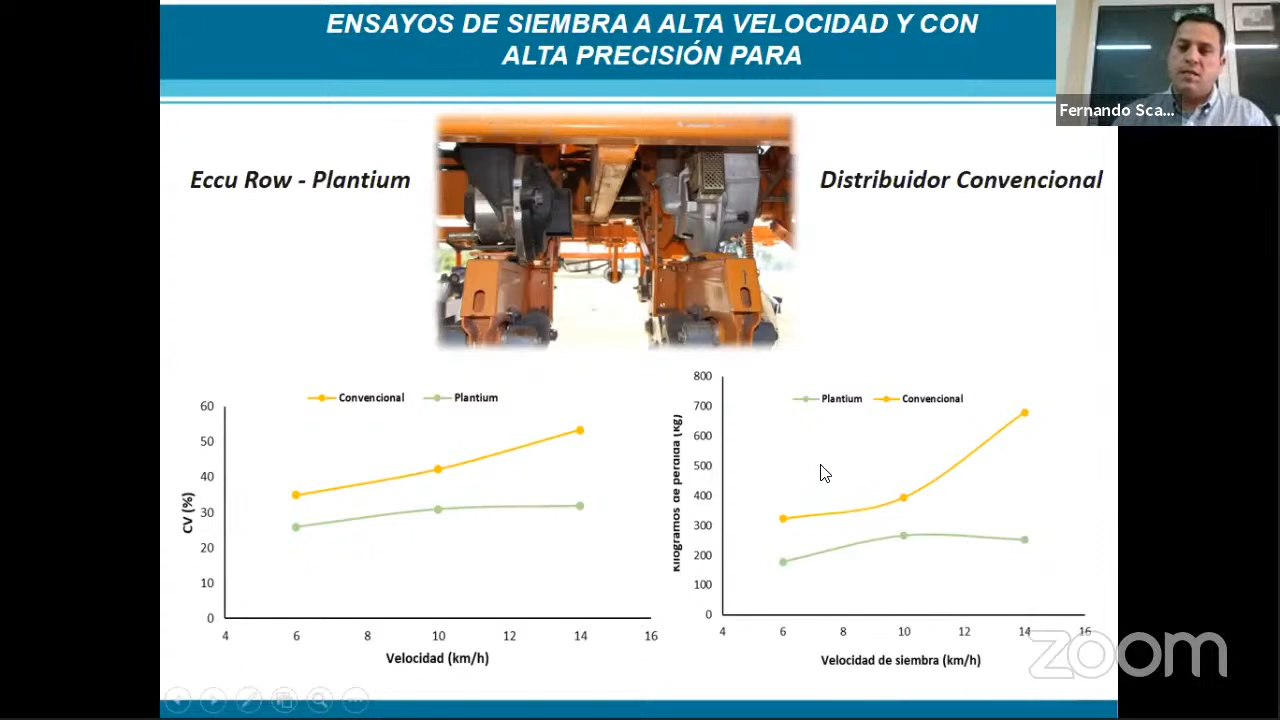 ENSAYOS DE SIEMBRA A ALTA VELOCIDAD Y CON
ALTA PRECISIÓN PARA
Fernando Sca...
Eccu Row - Plantium
Distribuidor Convencional
Convencional
Plantium
60
50
40
30
20
10
0
CV (%)
4
6
8
10
12
14
16
Velocidad (km/h)
Plantium
Convencional
800
700
600
500
400
300
200
100
0
Kilogramos de pérdida (Kg)
4
6
8
10
12
14
16
Velocidad de siembra (km/h)
zoom